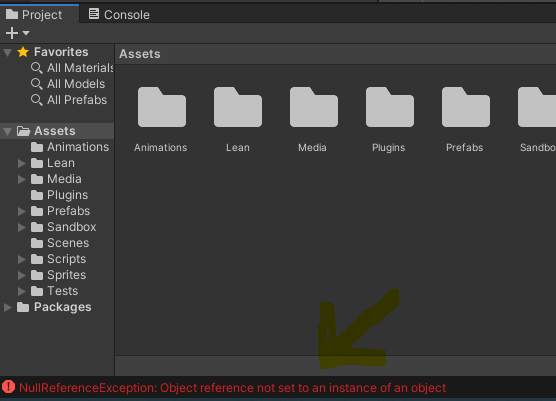 Project
Console
Favorites
All Materials
All Models
All Prefabs
Assets
Animations
Lean
Media
Plugins
Prefabs
Sandbox
Scenes
Scripts
Sprites
Tests
Packages
Assets
Animations Lean Media Plugins Prefabs Sandbo
NullReferenceException: Object reference not set to an instance of an object